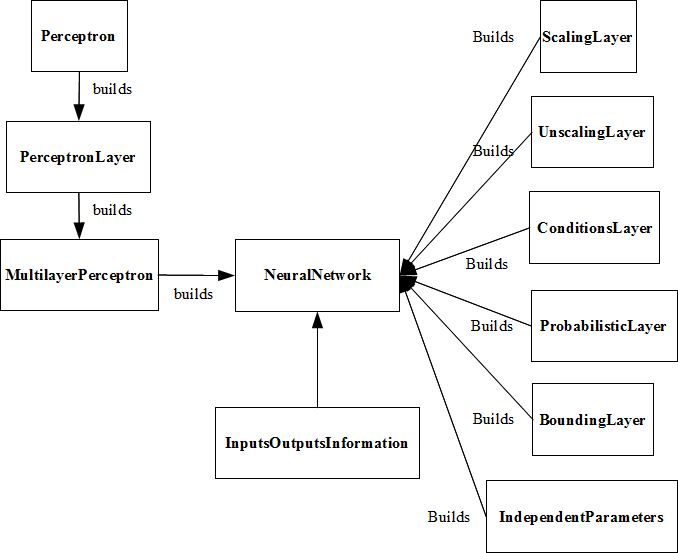 Perceptron
builds
PerceptronLayer
builds
MultilayerPerceptron
builds
NeuralNetwork
InputsOutputsInformation
Builds
ScalingLayer
Builds
UnscalingLayer
Builds
ConditionsLayer
Builds
ProbabilisticLayer
Builds
BoundingLayer
Builds
IndependentParameters